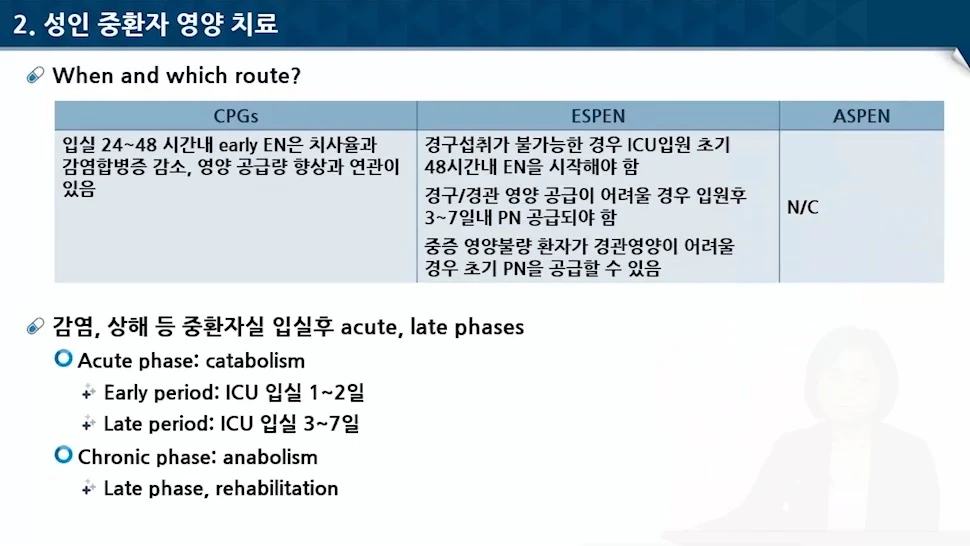 2. 성인 중환자 영양 치료
When and which route?
CPGs
ESPEN
ASPEN
입실 24~48 시간내 early EN은 치사율과
감염합병증 감소, 영양 공급량 향상과 연관이
있음
경구섭취가 불가능한 경우 ICU입원 초기
48시간내 EN을 시작해야 함
경구/경관 영양 공급이 어려울 경우 입원후
3~7일내 PN 공급되야 함
중증 영양불량 환자가 경관영양이 어려울
경우 초기 PN을 공급할 수 있음
N/C
감염, 상해 등 중환자실 입실후 acute, late phases
Acute phase: catabolism
Early period: ICU 입실 1~2일
Late period: ICU 입실 3~7일
Chronic phase: anabolism
Late phase, rehabilitation